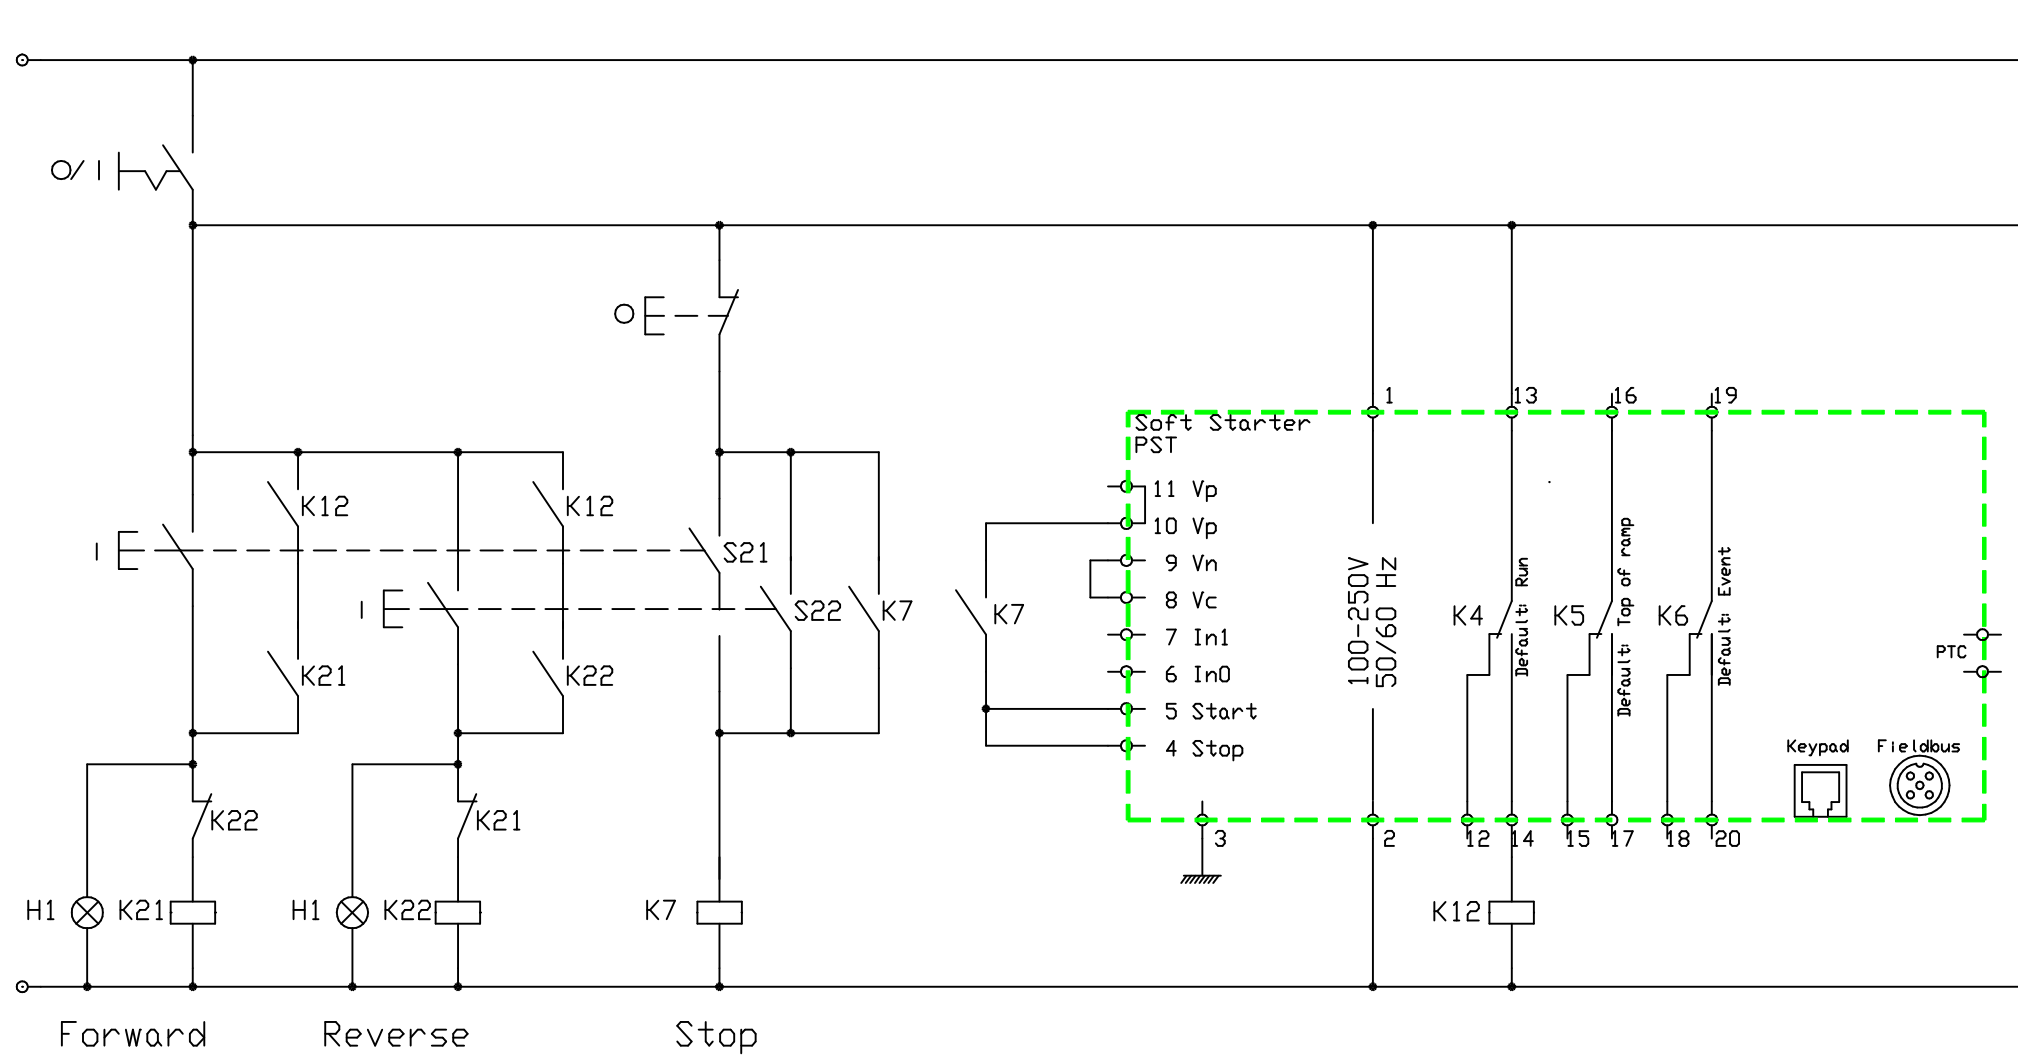 O/I
O
1 13 16 19
Soft Starter
PST
K12
K12
11 Vp
10 Vp
I
S21
9 Vn
8 Vc
I
S22
K7
K7
7 In1
6 In0
5 Start
4 Stop
100-250V
50/60 Hz
K4
Default: Run
K5
Default: Top of ramp
K6
Default: Event
PTC
K21
K22
Keypad
Fieldbus
K22
K21
3
2
12
14
15
17
18
20
H1
K21
H1
K22
K7
K12
Forward
Reverse
Stop